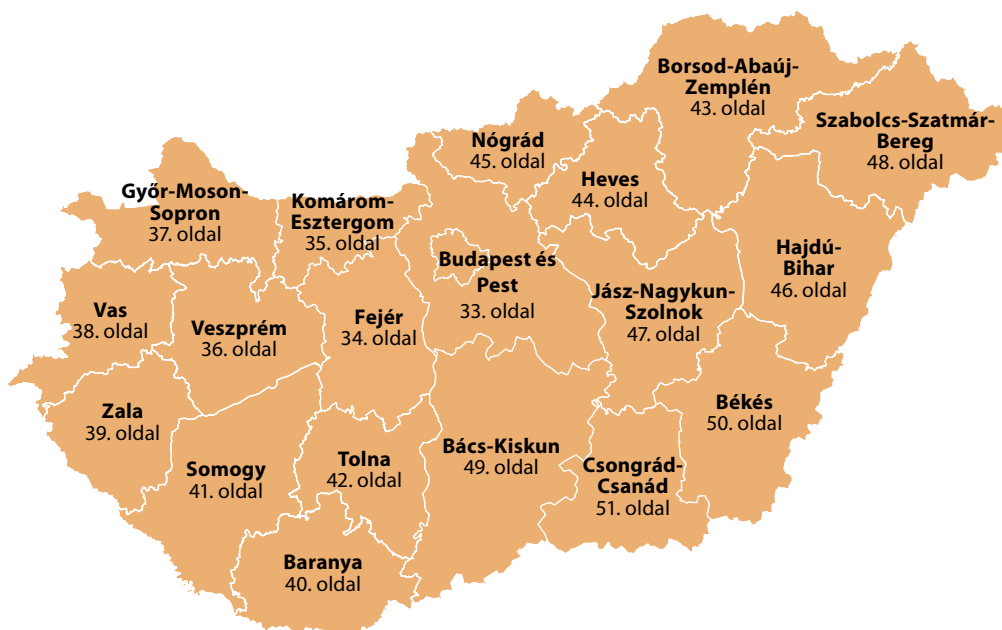 Borsod-Abaúj-
Zemplén
43. oldal
Szabolcs-Szatmár-
Bereg
48. oldal
Nógrád
45. oldal
Heves
44. oldal
Győr-Moson-
Sopron
37. oldal
Komárom-
Esztergom
35. oldal
Budapest és
Pest
33. oldal
Hajdú-
Bihar
46. oldal
Jász-Nagykun-
Szolnok
47. oldal
Vas
38. oldal
Veszprém
36. oldal
Fejér
34. oldal
Zala
39. oldal
Somogy
41. oldal
Tolna
42. oldal
Bács-Kiskun
49. oldal
Békés
50. oldal
Csongrád-
Csanád
51. oldal
Baranya
40. oldal